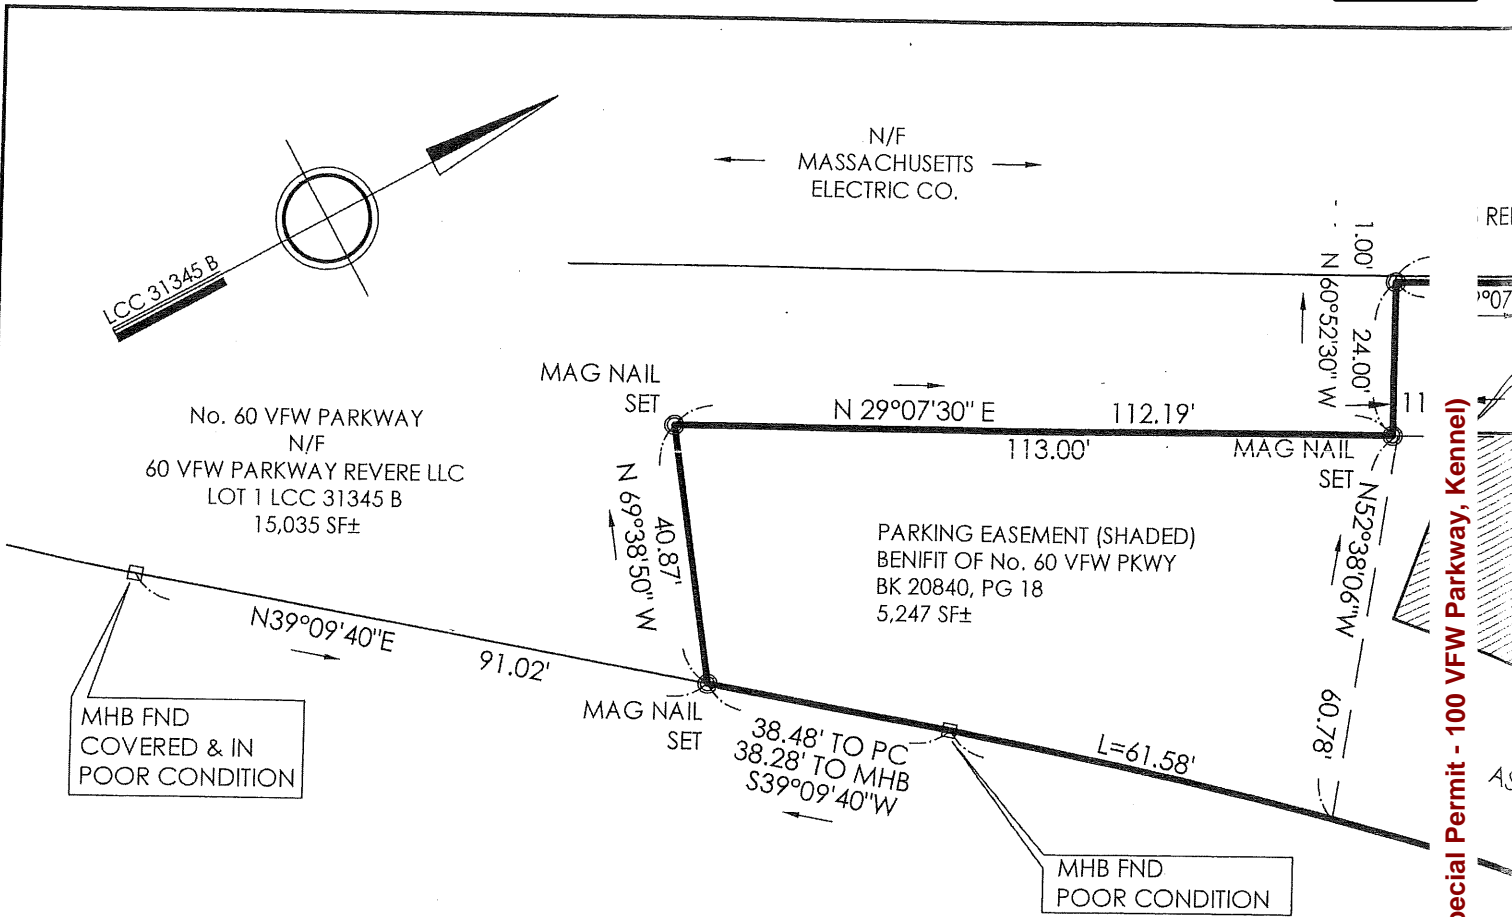 N/F
MASSACHUSETTS
ELECTRIC CO.
LCC 31345 B
1.00'
N 60°52'30" W
24.00'
MAG NAIL
SET
N 29°07'30" E
112.19'
113.00'
11
MAG NAIL
SET
No. 60 VFW PARKWAY
N/F
60 VFW PARKWAY REVERE LLC
LOT 1 LCC 31345 B
15,035 SF±
N 69°38'50" W
40.87'
PARKING EASEMENT (SHADED)
BENIFIT OF No. 60 VFW PKWY
BK 20840, PG 18
5,247 SF±
N52°38'06"W
60.78'
N39°09'40"E
91.02'
MHB FND
COVERED & IN
POOR CONDITION
MAG NAIL
SET
38.48' TO PC
38.28' TO MHB
S39°09'40"W
L=61.58'
MHB FND
POOR CONDITION
pecial Permit - 100 VFW Parkway, Kennel)